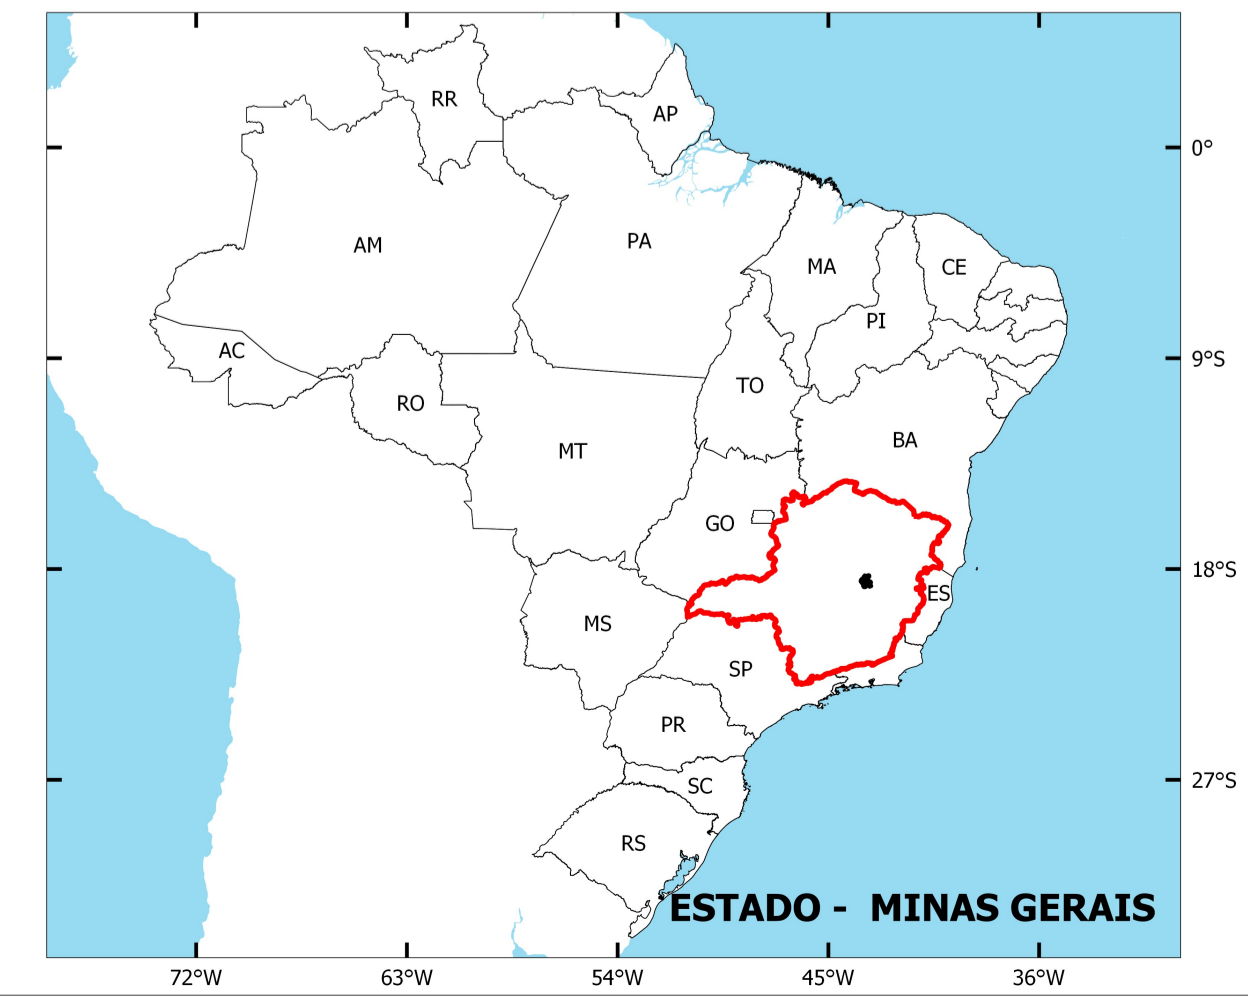 RR
AP
0°
AM
PA
MA
CE
PI
AC
9°S
TO
RO
BA
MT
GO
18°S
ES
MS
SP
PR
27°S
SC
RS
ESTADO - MINAS GERAIS
72°W
63°W
54°W
45°W
36°W